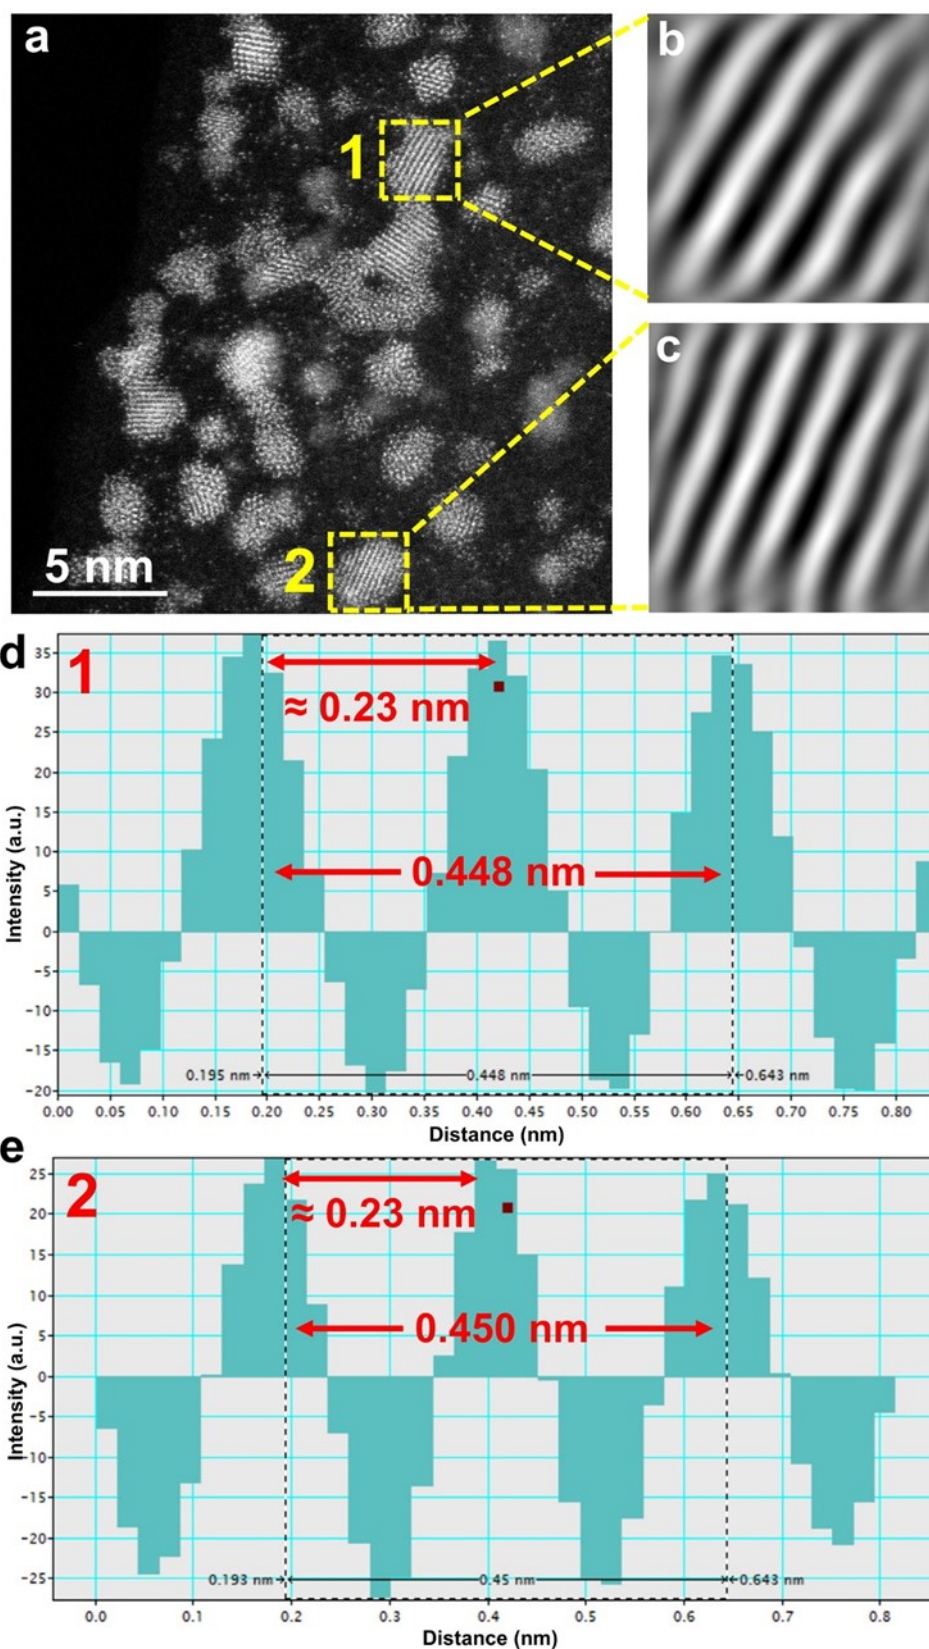 a
b
1
c
2
5 nm
d
1
≈ 0.23 nm
0.448 nm
Intensity (a.u.)
35
30
25
20
15
10
5
0
−5
−10
−15
−20
0.195 nm
0.448 nm
0.643 nm
0.00 0.05 0.10 0.15 0.20 0.25 0.30 0.35 0.40 0.45 0.50 0.55 0.60 0.65 0.70 0.75 0.80
Distance (nm)
e
2
≈ 0.23 nm
0.450 nm
Intensity (a.u.)
25
20
15
10
5
0
−5
−10
−15
−20
−25
0.193 nm
0.45 nm
0.643 nm
0.0 0.1 0.2 0.3 0.4 0.5 0.6 0.7 0.8
Distance (nm)